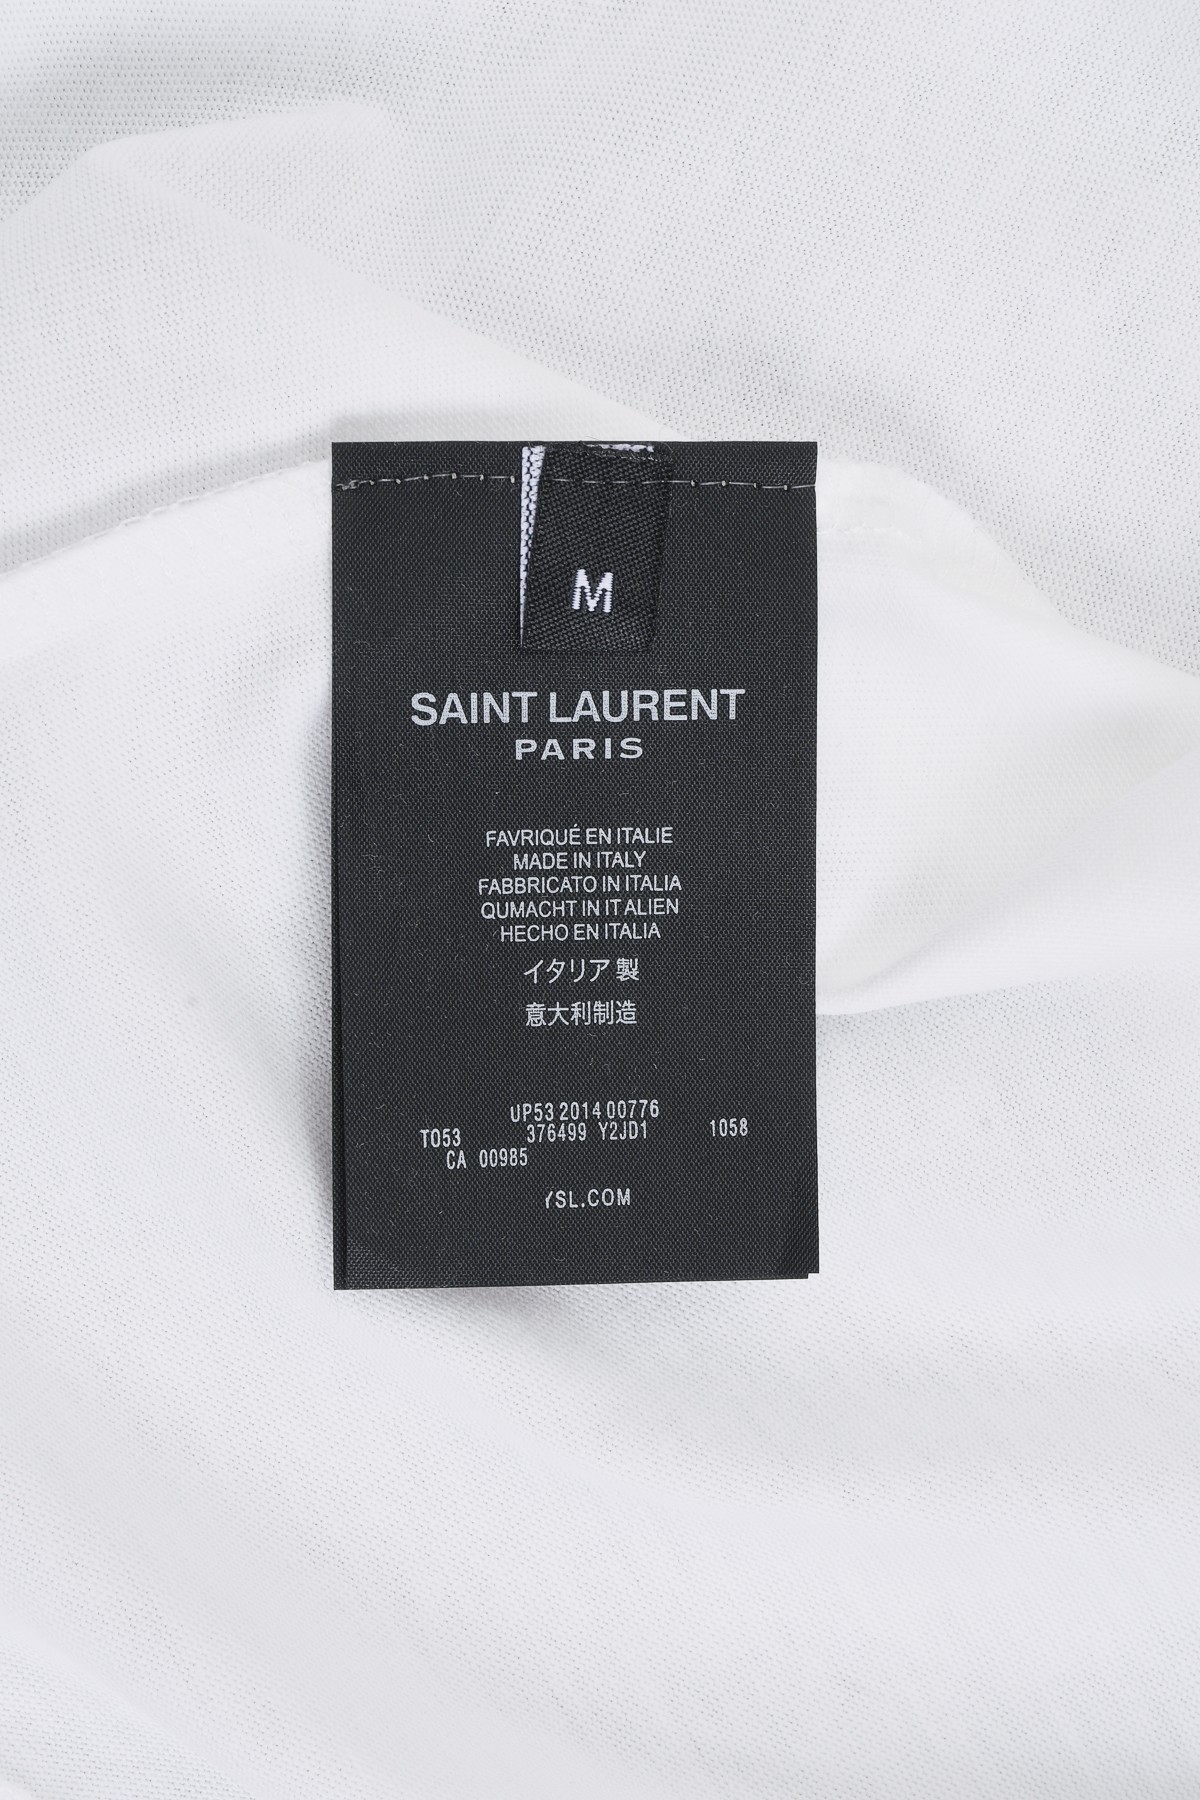 M
SAINT LAURENT
PARIS
FAVRIQUÉ EN ITALIE
MADE IN ITALY
FABBRICATO IN ITALIA
QUMACHT IN IT ALIEN
HECHO EN ITALIA
イタリア製
意大利制造
UP53 2014 00776
T053 376499 Y2JD1 1058
CA 00985
YSL.COM